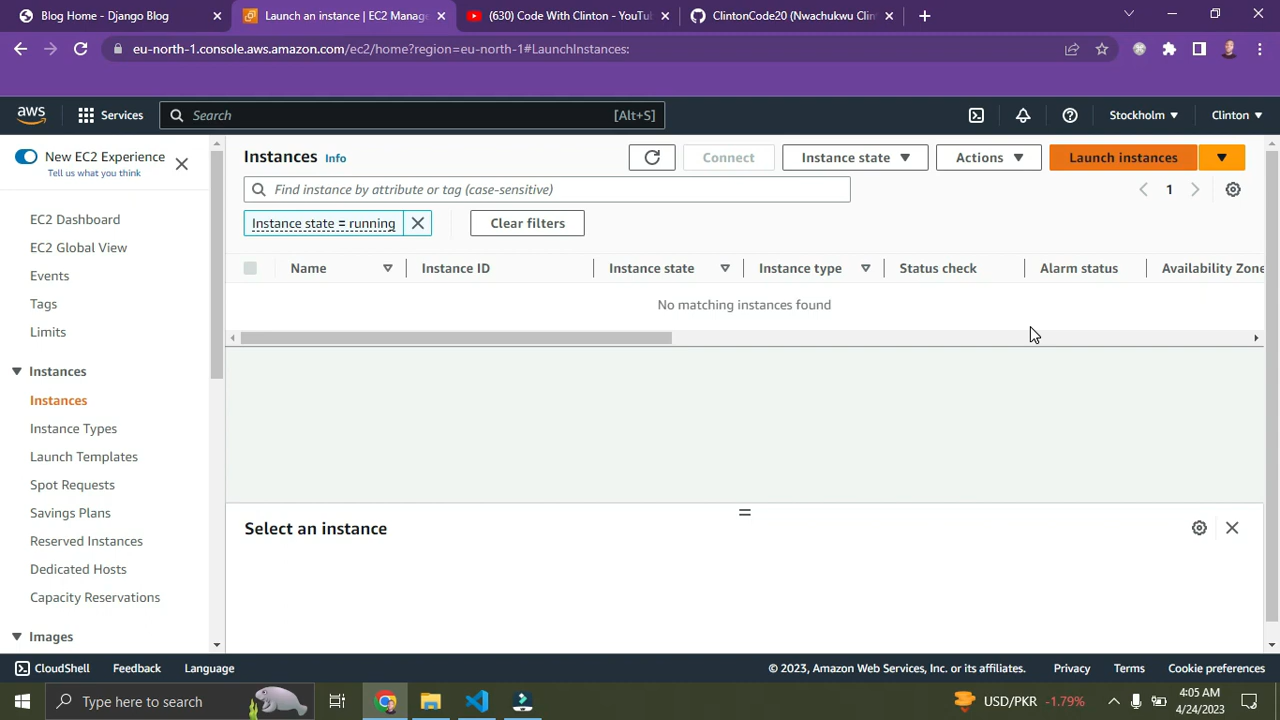 Blog Home - Django Blog
Launch an instance | EC2 Manag
(630) Code With Clinton - YouTub
ClintonCode20 (Nwachukwu Clin
eu-north-1.console.aws.amazon.com/ec2/home?region=eu-north-1#LaunchInstances:
aws
Services
Search
[Alt+S]
Stockholm
Clinton
New EC2 Experience
Tell us what you think
EC2 Dashboard
EC2 Global View
Events
Tags
Limits
Instances
Instances
Instance Types
Launch Templates
Spot Requests
Savings Plans
Reserved Instances
Dedicated Hosts
Capacity Reservations
Images
Instances Info
Connect
Instance state
Actions
Launch instances
Find instance by attribute or tag (case-sensitive)
1
Instance state = running
Clear filters
Name
Instance ID
Instance state
Instance type
Status check
Alarm status
Availability Zone
No matching instances found
Select an instance
CloudShell
Feedback
Language
© 2023, Amazon Web Services, Inc. or its affiliates.
Privacy
Terms
Cookie preferences
Type here to search
USD/PKR -1.79%
4:05 AM
4/24/2023